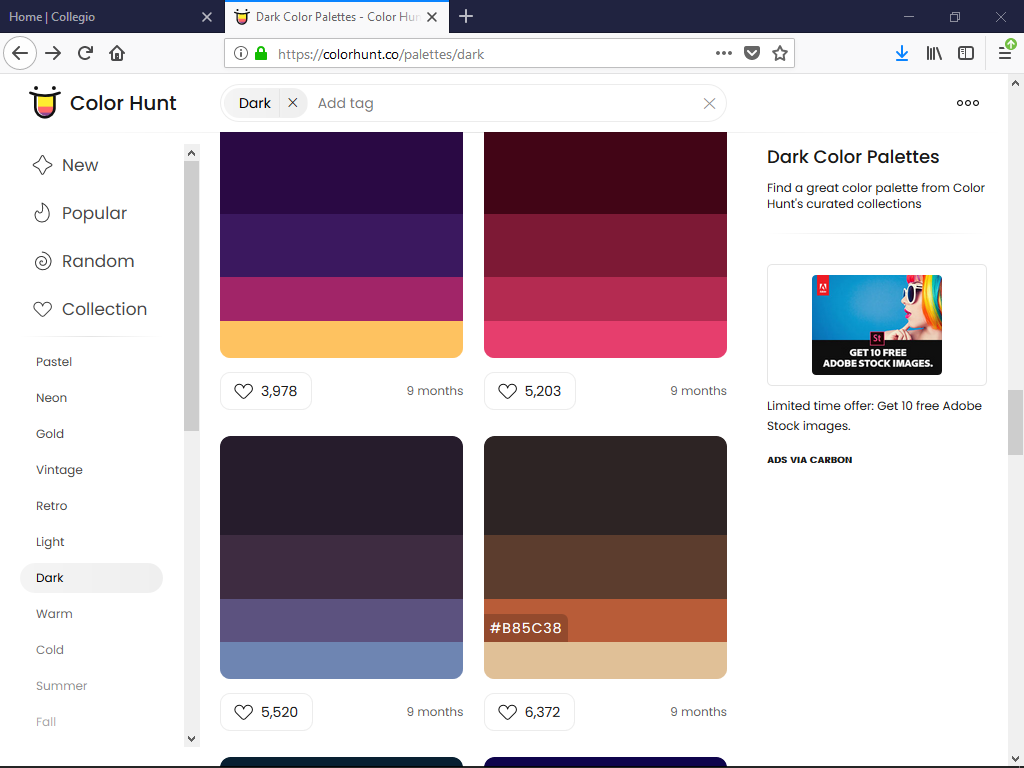 Home | Collegio
Dark Color Palettes - Color Hun
https://colorhunt.co/palettes/dark
Color Hunt
Dark
Add tag
New
Popular
Random
Collection
Pastel
Neon
Gold
Vintage
Retro
Light
Dark
Warm
Cold
Summer
Fall
3,978
9 months
5,203
9 months
#B85C38
5,520
9 months
6,372
9 months
Dark Color Palettes
Find a great color palette from Color
Hunt's curated collections
Adobe
St
GET 10 FREE
ADOBE STOCK IMAGES.
Limited time offer: Get 10 free Adobe
Stock images.
ADS VIA CARBON